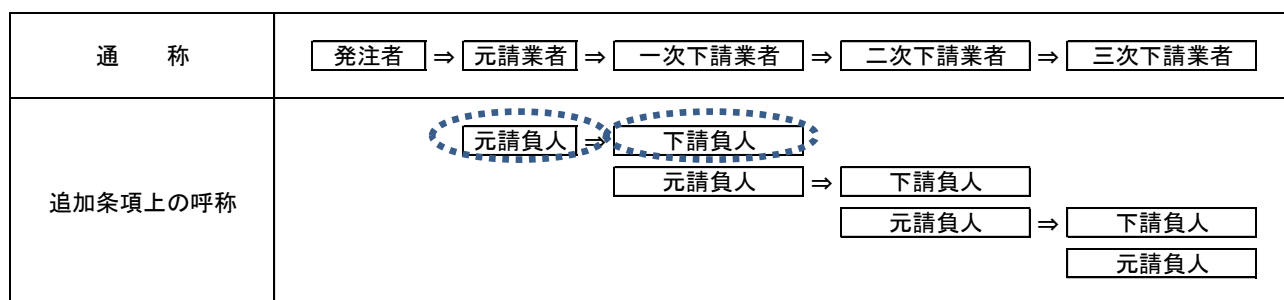 通　　称
発注者 ⇒ 元請業者 ⇒ 一次下請業者 ⇒ 二次下請業者 ⇒ 三次下請業者
追加条項上の呼称
元請負人 ⇒ 下請負人
元請負人 ⇒ 下請負人
元請負人 ⇒ 下請負人
元請負人